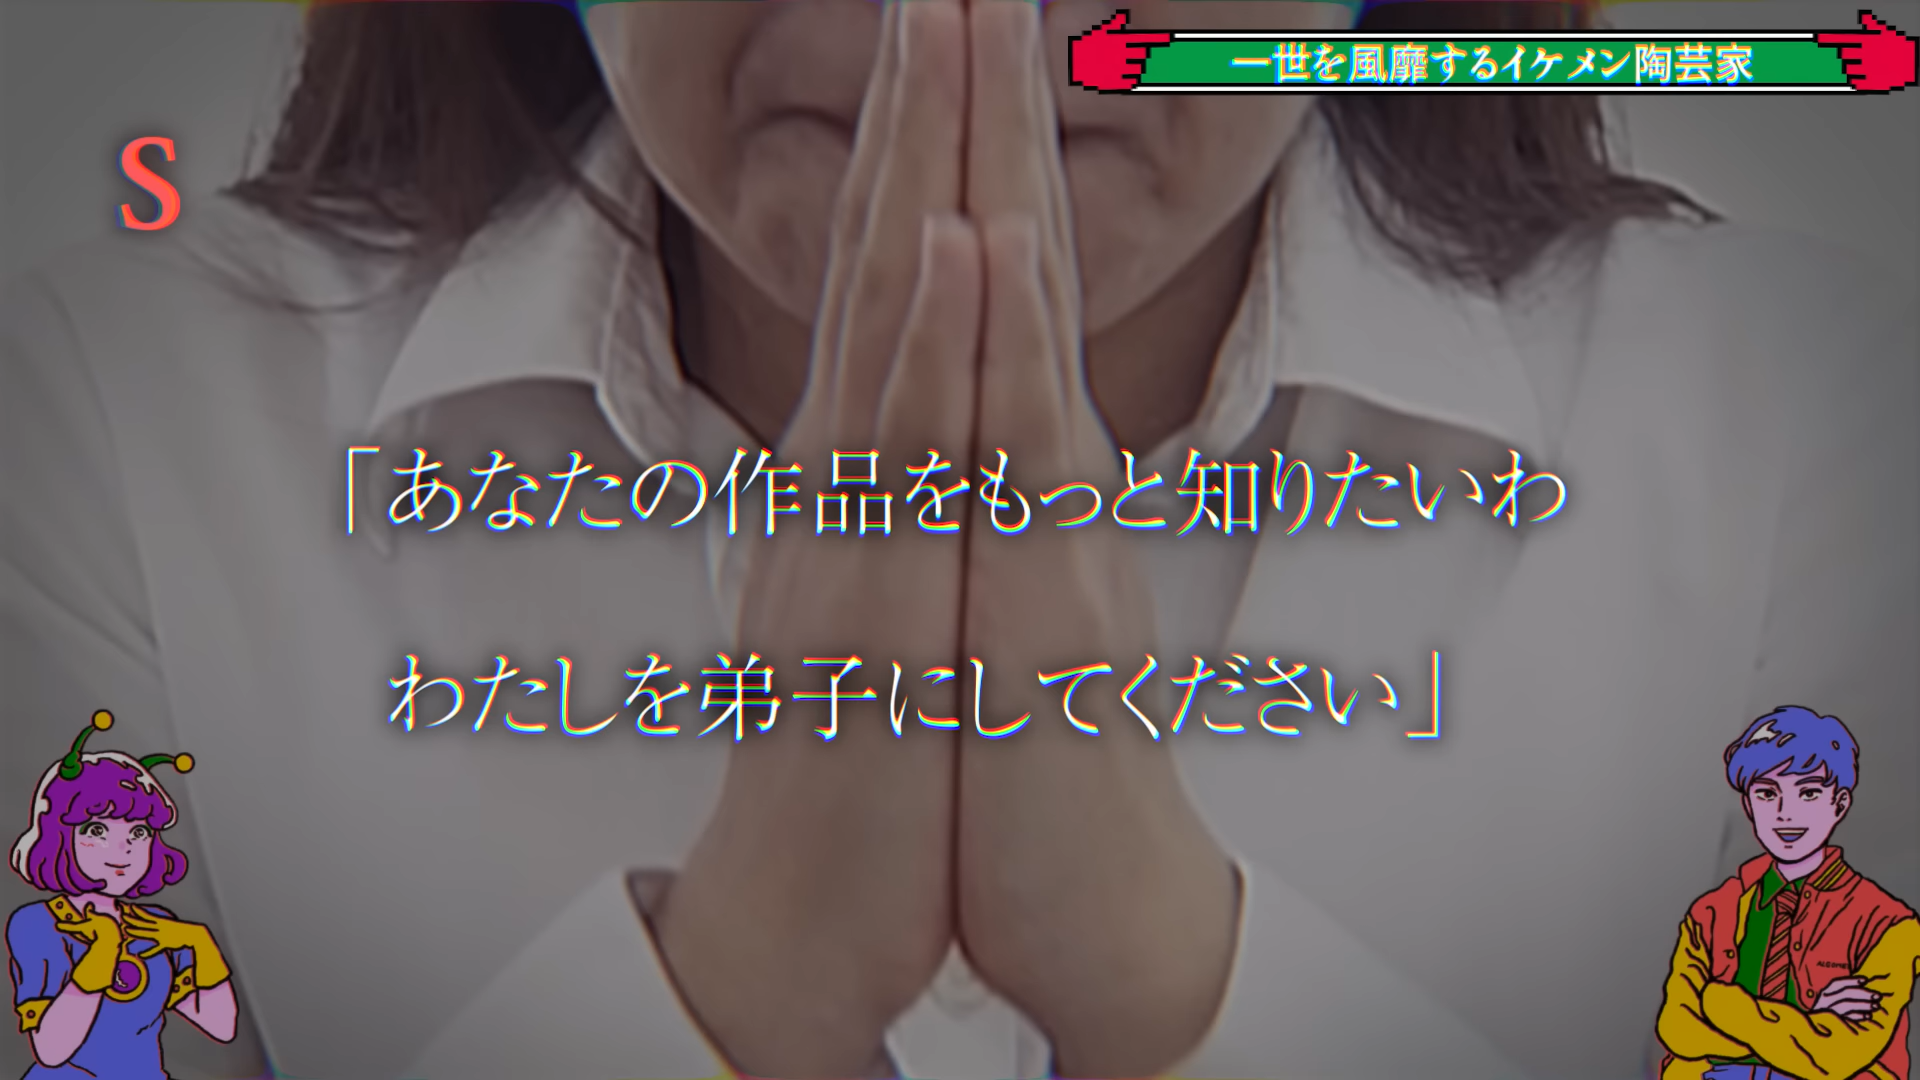 一世を風靡するイケメン陶芸家
S
「あなたの作品をもっと知りたいわ
わたしを弟子にしてください」